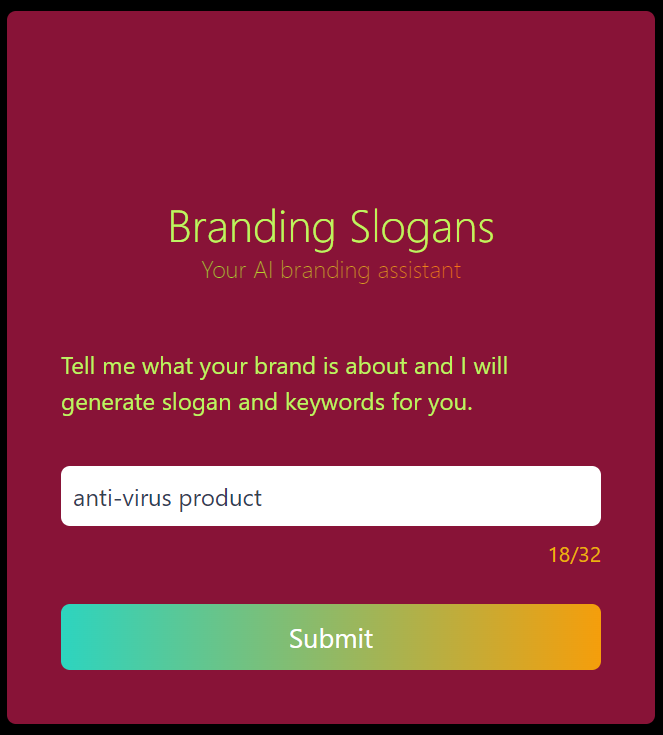 Branding Slogans
Your AI branding assistant
Tell me what your brand is about and I will
generate slogan and keywords for you.
anti-virus product
18/32
Submit